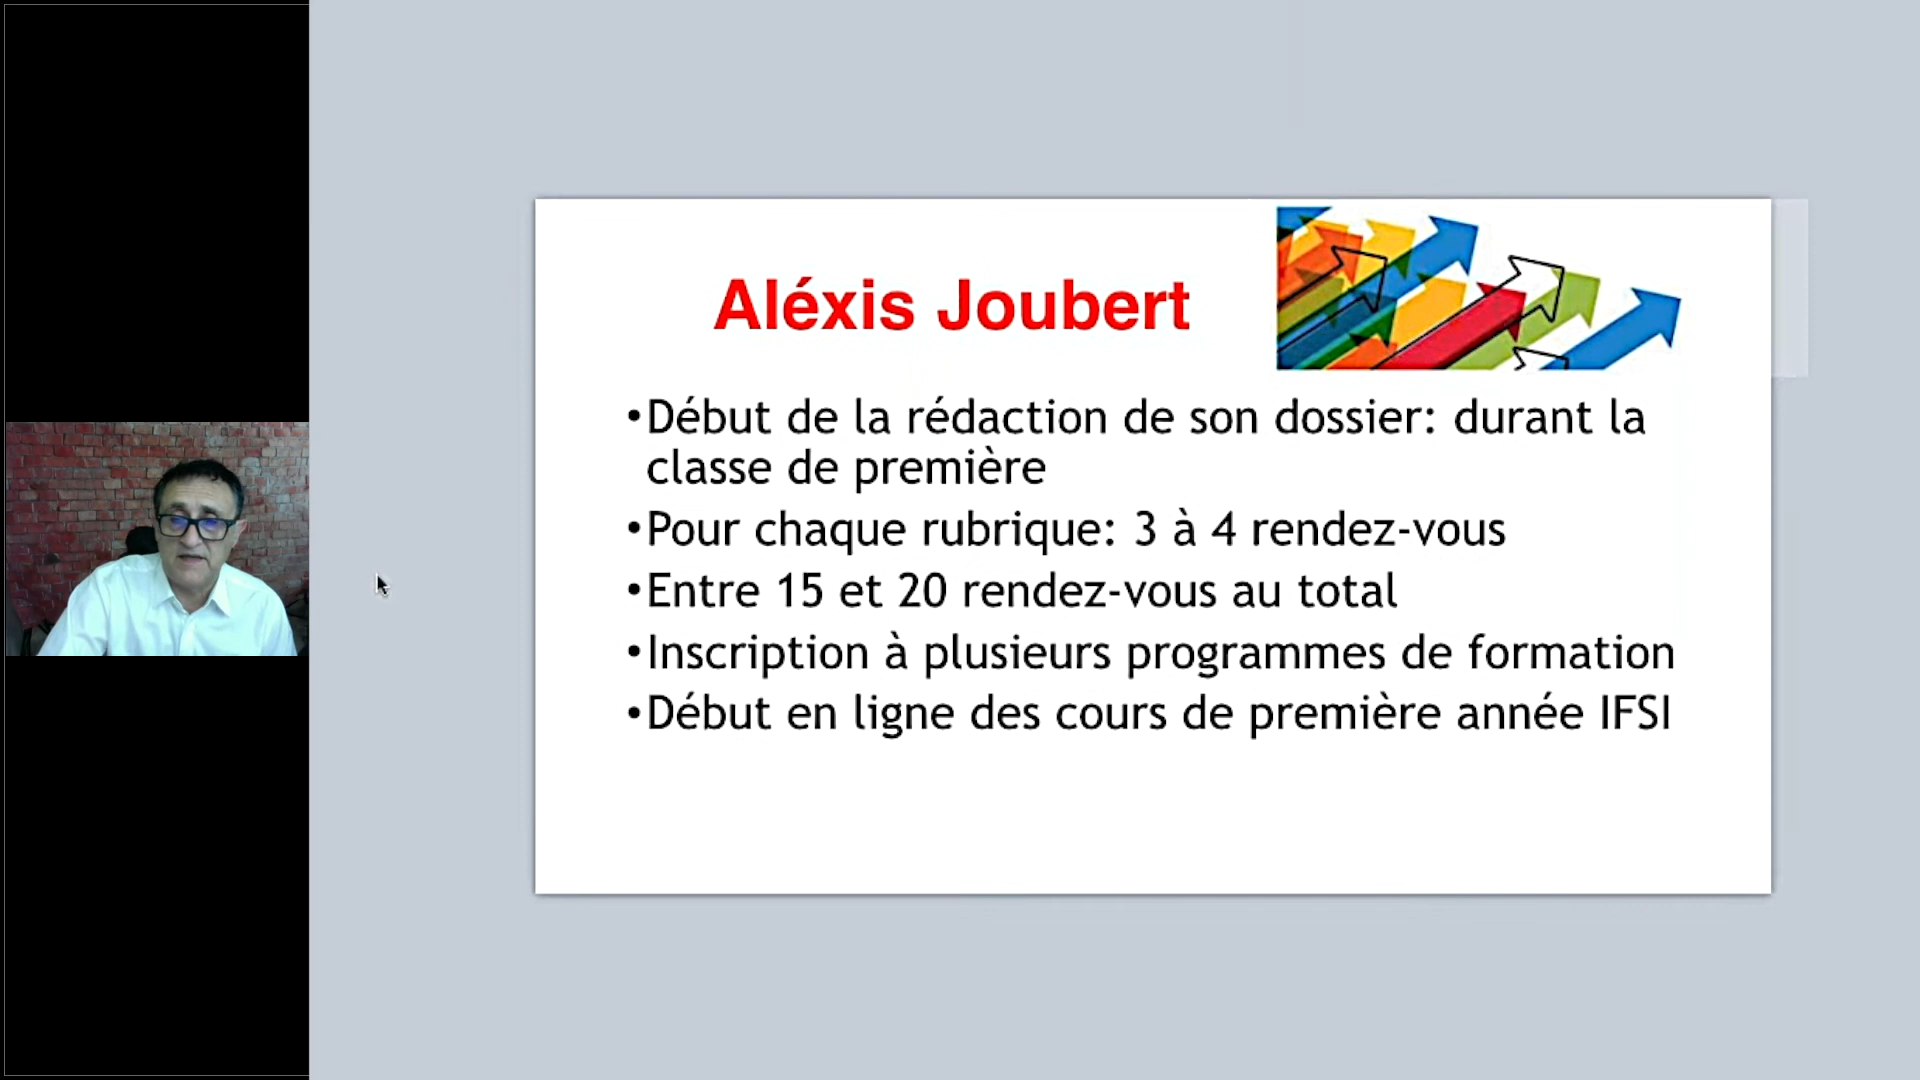 Aléxis Joubert
•Début de la rédaction de son dossier: durant la
classe de première
•Pour chaque rubrique: 3 à 4 rendez-vous
•Entre 15 et 20 rendez-vous au total
•Inscription à plusieurs programmes de formation
•Début en ligne des cours de première année IFSI